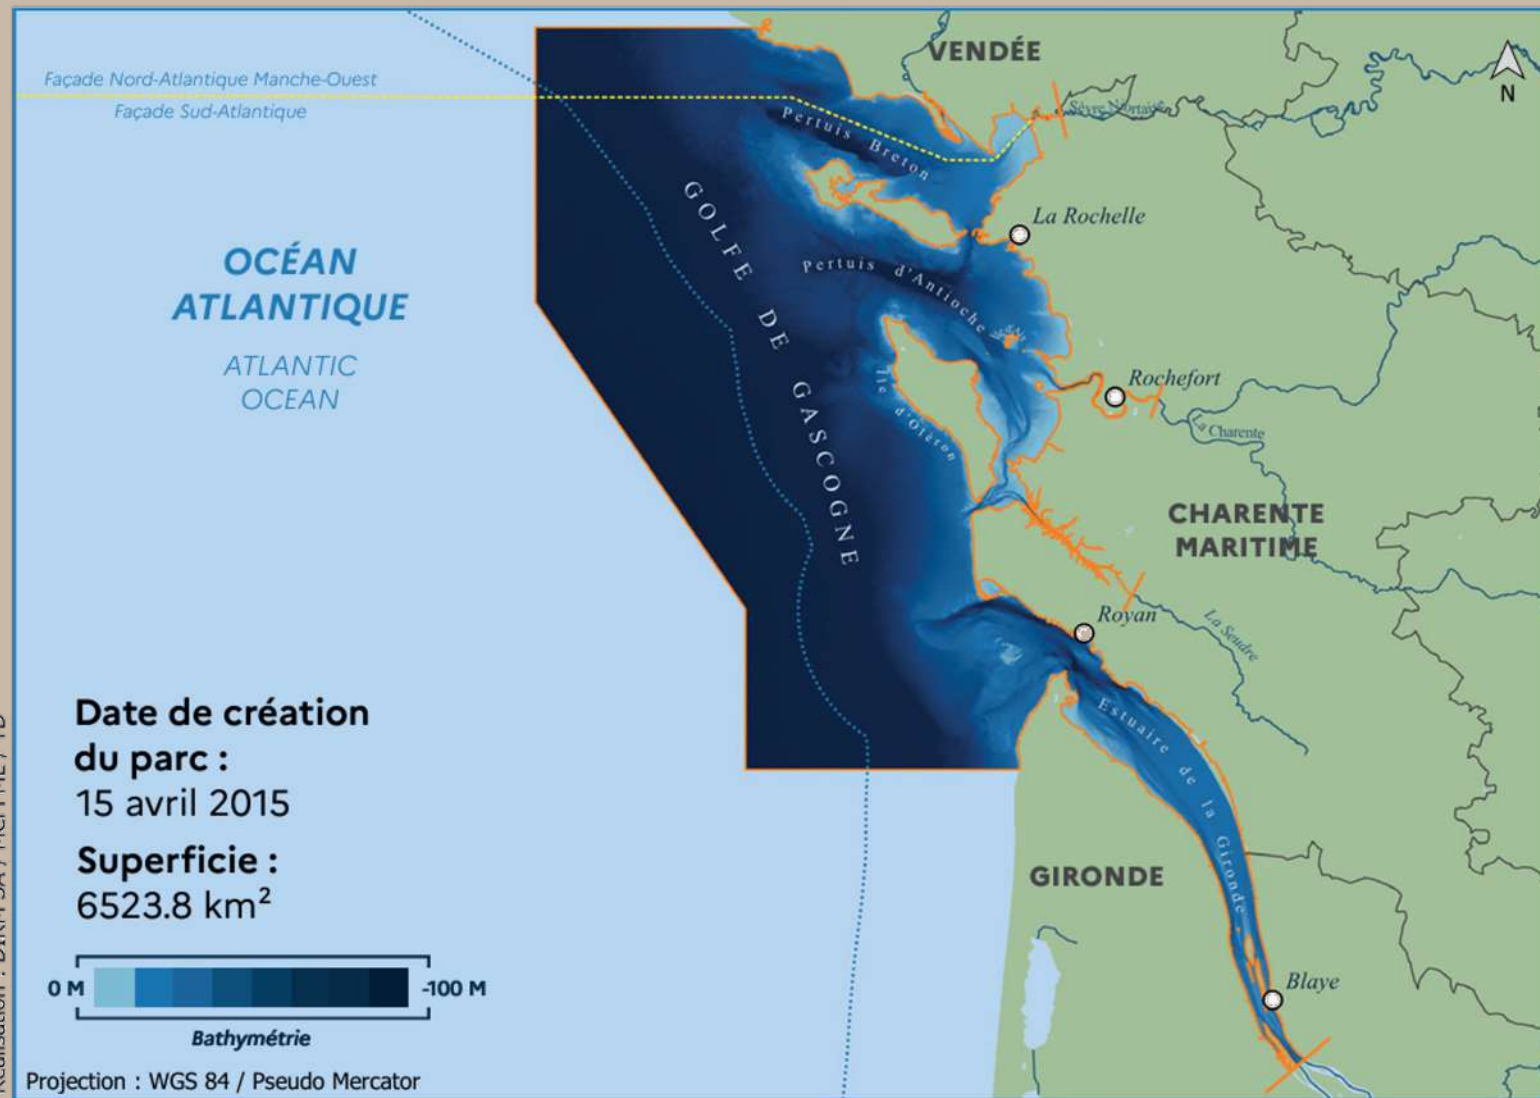 Façade Nord-Atlantique Manche-Ouest
Façade Sud-Atlantique
VENDÉE
N
Sèvre Niortaise
Pertuis Breton
La Rochelle
GOLFE DE GASCOGNE
OCÉAN
ATLANTIQUE
ATLANTIC
OCEAN
Pertuis d'Antioche
Rochefort
Île d'Oléron
La Charente
CHARENTE
MARITIME
Royan
La Seudre
Estuaire de la Gironde
GIRONDE
Blaye
Date de création
du parc :
15 avril 2015
Superficie :
6523.8 km²
0 M
-100 M
Bathymétrie
Projection : WGS 84 / Pseudo Mercator